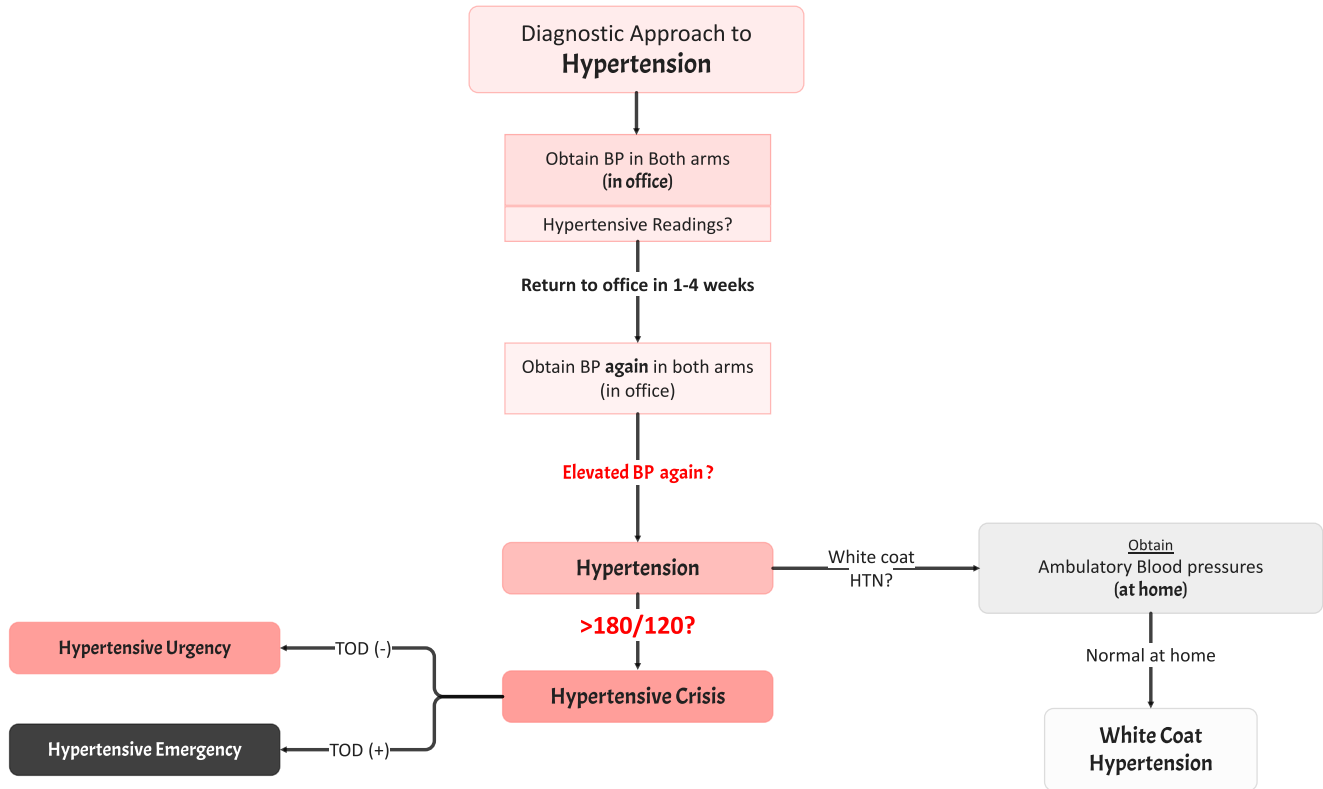 Diagnostic Approach to
Hypertension
Obtain BP in Both arms
(in office)
Hypertensive Readings?
Return to office in 1-4 weeks
Obtain BP again in both arms
(in office)
Elevated BP again?
Hypertension
White coat
HTN?
Obtain
Ambulatory Blood pressures
(at home)
>180/120?
Normal at home
Hypertensive Crisis
TOD (-)
Hypertensive Urgency
TOD (+)
Hypertensive Emergency
White Coat
Hypertension